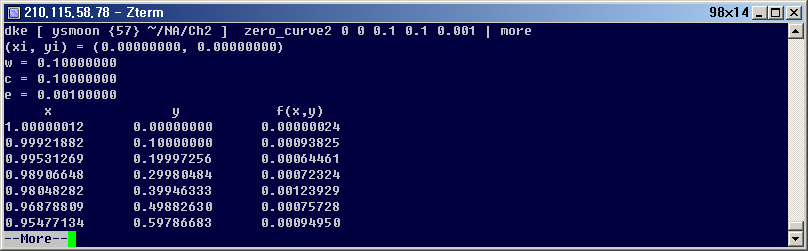 210,115,58,78 - Zterm 98×14
dke [ ysmoon {57} ~/NA/Ch2 ]  zero_curve2 0 0 0.1 0.1 0.001 | more
(xi, yi) = (0.00000000, 0.00000000)
w = 0.10000000
c = 0.10000000
e = 0.00100000
x y f(x,y)
1.00000012 0.00000000 0.00000024
0.99921882 0.10000000 0.00093825
0.99531269 0.19997256 0.00064461
0.98906648 0.29980484 0.00072324
0.98048282 0.39946333 0.00123929
0.96878809 0.49882630 0.00075728
0.95477134 0.59786683 0.00094950
--More--